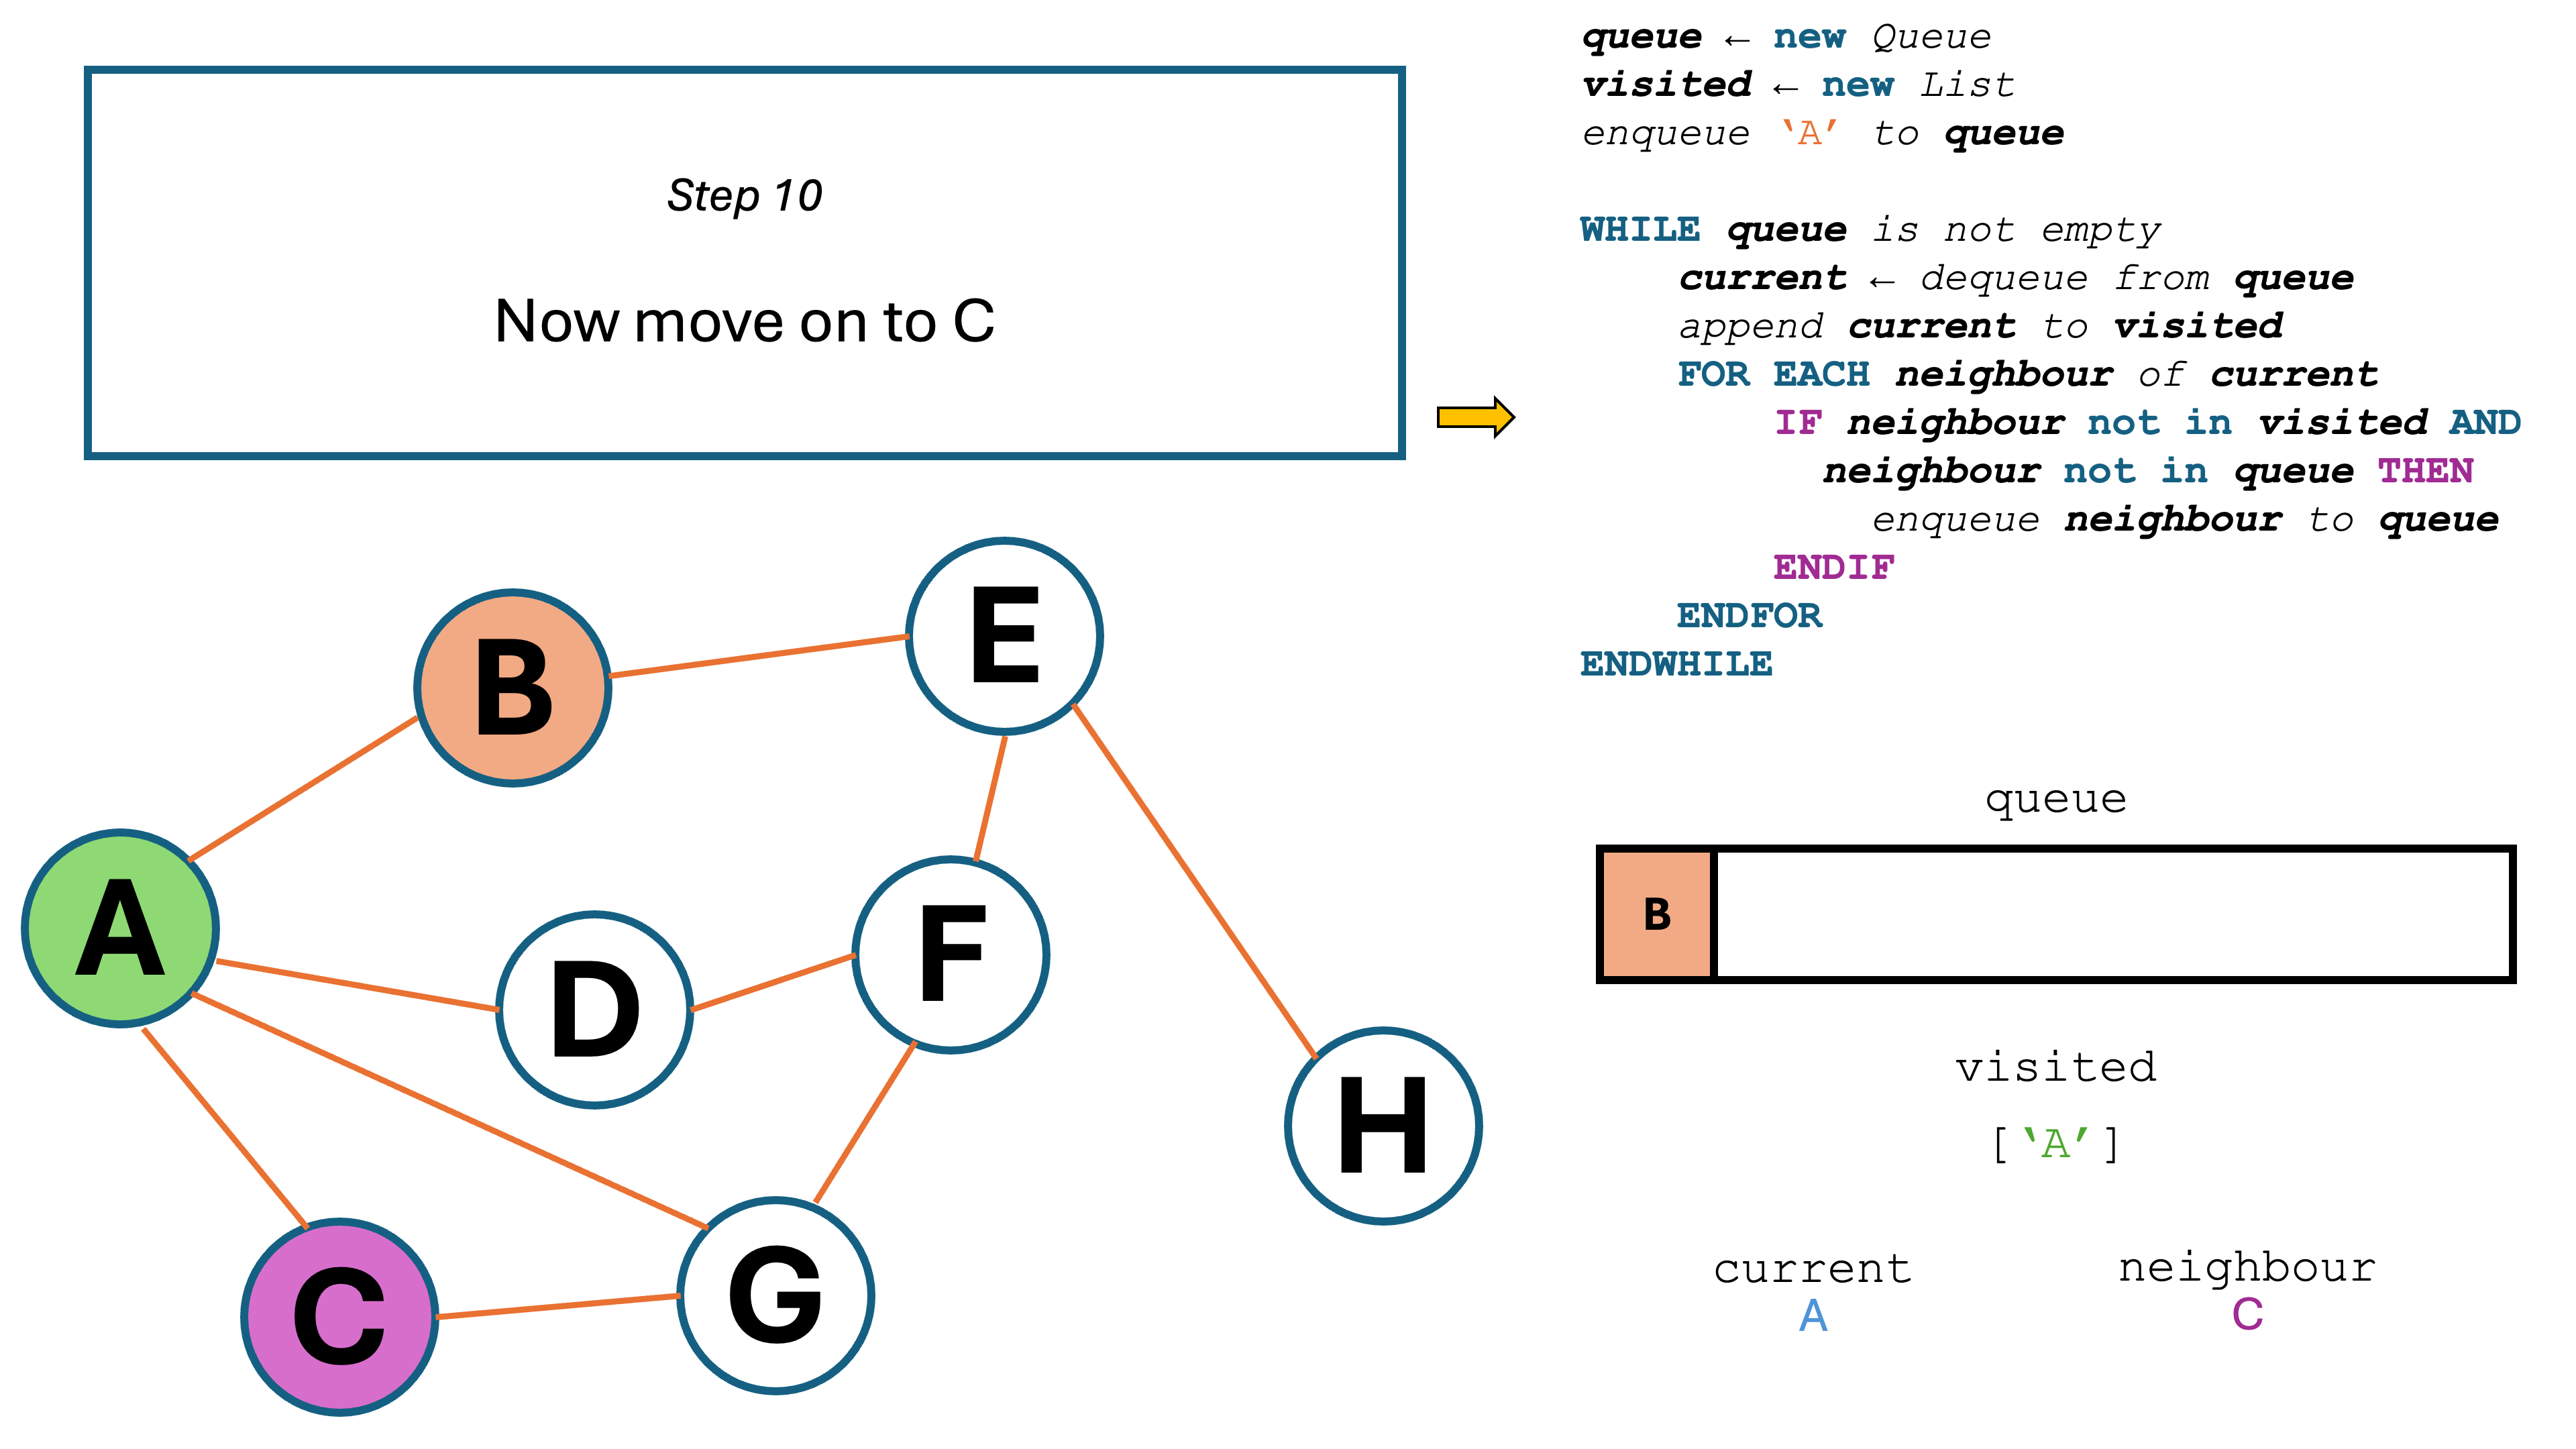 Step 10
Now move on to C
queue ← new Queue
visited ← new List
enqueue ‘A’ to queue
WHILE queue is not empty
current ← dequeue from queue
append current to visited
FOR EACH neighbour of current
IF neighbour not in visited AND
neighbour not in queue THEN
enqueue neighbour to queue
ENDIF
ENDFOR
ENDWHILE
E
B
A
F
D
H
C
G
queue
B
visited
[‘A’]
current
A
neighbour
C